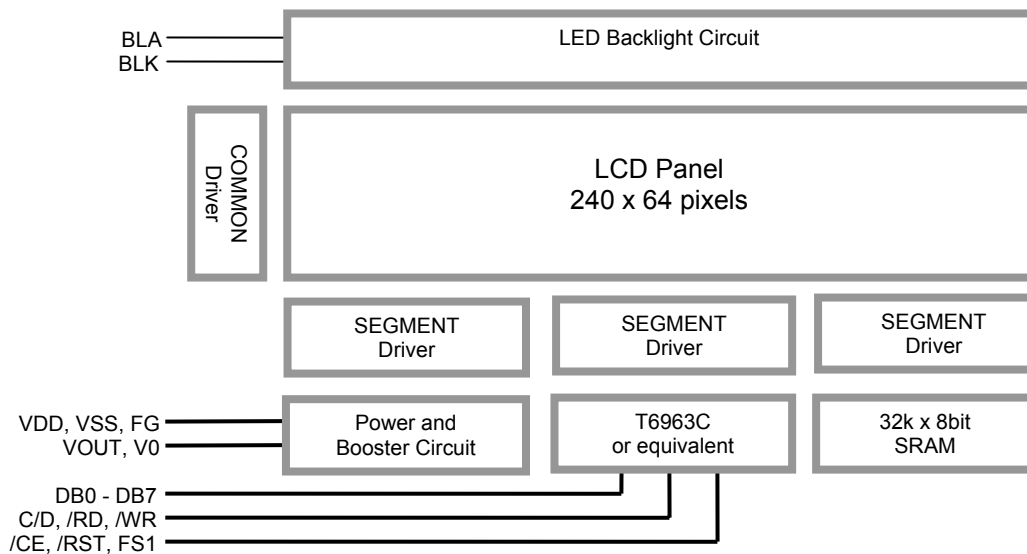 BLA
BLK
LED Backlight Circuit
COMMON
Driver
LCD Panel
240 x 64 pixels
SEGMENT
Driver
SEGMENT
Driver
SEGMENT
Driver
VDD, VSS, FG
VOUT, V0
Power and
Booster Circuit
T6963C
or equivalent
32k x 8bit
SRAM
DB0 - DB7
C/D, /RD, /WR
/CE, /RST, FS1